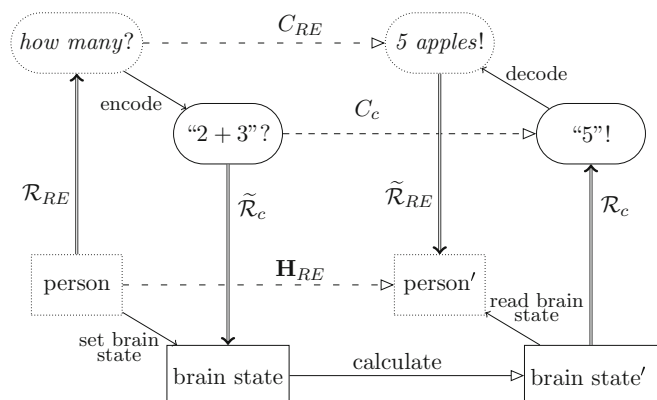 C_RE
how many?
5 apples!
encode
decode
C_c
“2 + 3”?
“5”!
R_RE
R̃_c
R̃_RE
R_c
H_RE
person
person′
set brain
state
read brain
state
calculate
brain state
brain state′